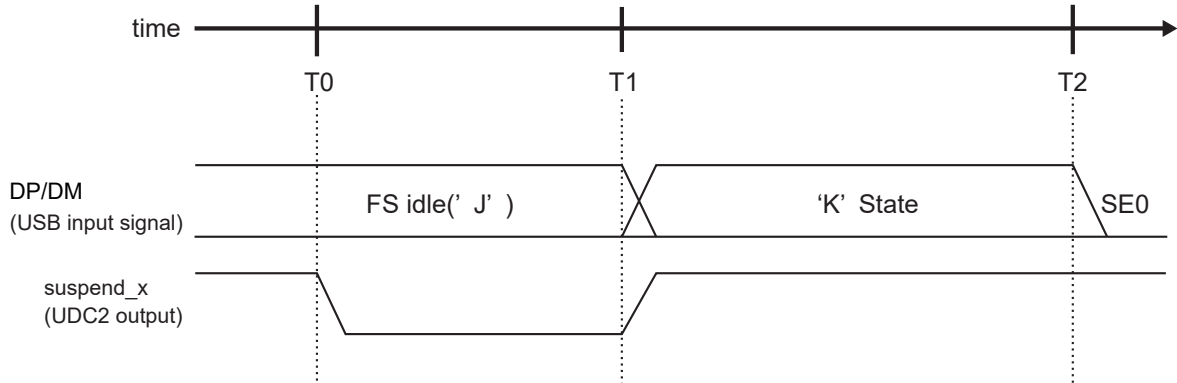 time
T0 T1 T2
DP/DM
(USB input signal)
FS idle(’ J’ )
‘K’ State
SE0
suspend_x
(UDC2 output)